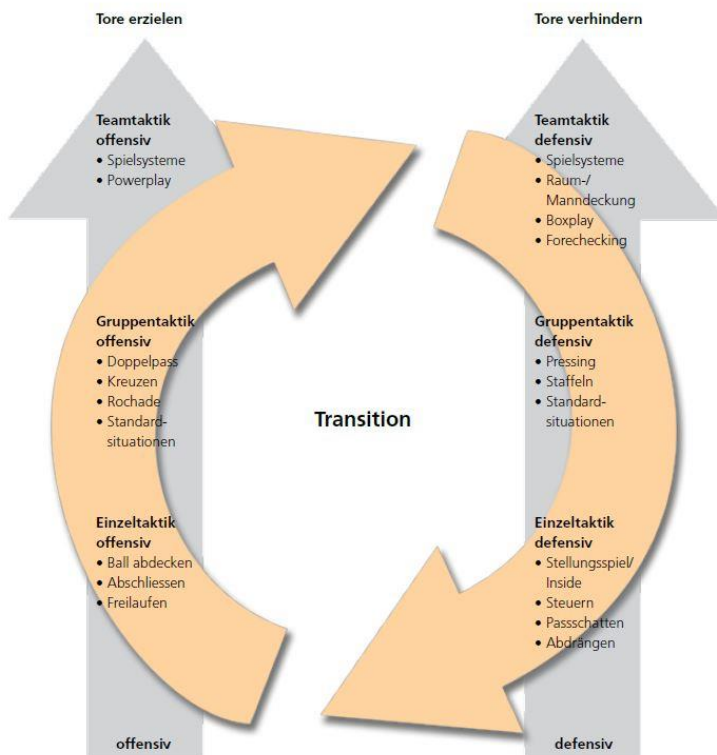 Tore erzielen
Teamtaktik
offensiv
• Spielsysteme
• Powerplay
Gruppentaktik
offensiv
• Doppelpass
• Kreuzen
• Rochade
• Standard-
situationen
Einzeltaktik
offensiv
• Ball abdecken
• Abschliessen
• Freilaufen
offensiv
Transition
Tore verhindern
Teamtaktik
defensiv
• Spielsysteme
• Raum-/
Manndeckung
• Boxplay
• Forechecking
Gruppentaktik
defensiv
• Pressing
• Staffeln
• Standard-
situationen
Einzeltaktik
defensiv
• Stellungsspiel/
Inside
• Steuern
• Passschatten
• Abdrängen
defensiv